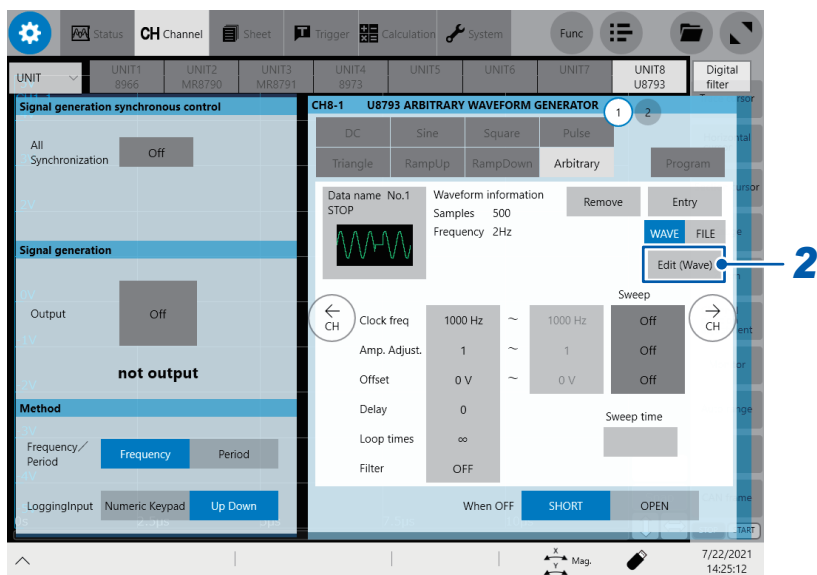 Status CH Channel Sheet Trigger Calculation System Func
UNIT UNIT1 UNIT2 UNIT3 UNIT4 UNIT5 UNIT6 UNIT7 UNIT8 Digital
8966 MR8790 MR8791 8973 U8793 filter
Signal generation synchronous control
All
Synchronization Off
Signal generation
Output Off
not output
Method
Frequency/
Period Frequency Period
LoggingInput Numeric Keypad Up Down
CH8-1 U8793 ARBITRARY WAVEFORM GENERATOR 1 2
DC Sine Square Pulse
Triangle RampUp RampDown Arbitrary Program
Data name No.1 Waveform information Remove Entry
STOP Samples 500
Frequency 2Hz WAVE FILE
Edit (Wave) 2
Sweep
← CH → CH
Clock freq 1000 Hz ~ 1000 Hz Off
Amp. Adjust. 1 ~ 1 Off
Offset 0 V ~ 0 V Off
Delay 0
Sweep time
Loop times ∞
Filter OFF
When OFF SHORT OPEN
X
Y Mag.
7/22/2021
14:25:12